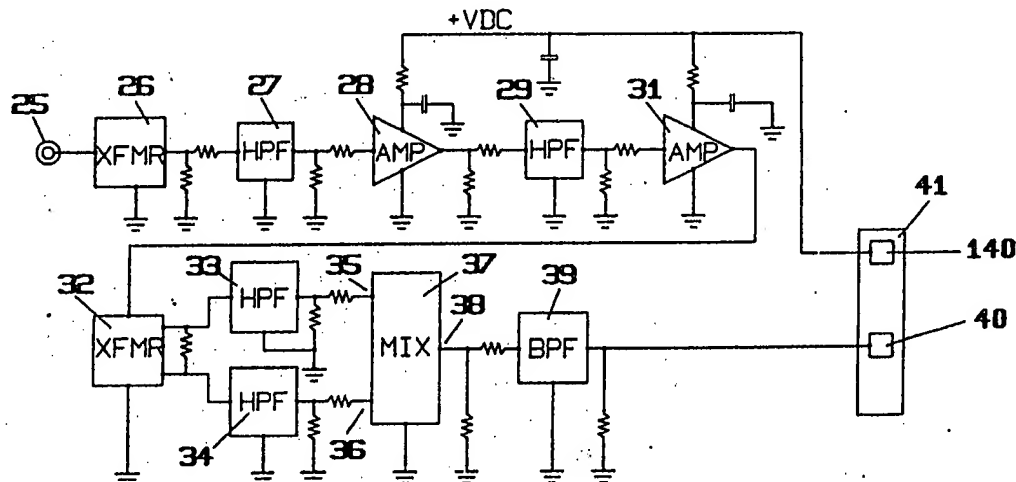 +VDC
25
26
27
28
29
31
XFMR
HPF
AMP
HPF
AMP
41
140
32
33
35
37
39
HPF
38
XFMR
MIX
BPF
40
HPF
34
36